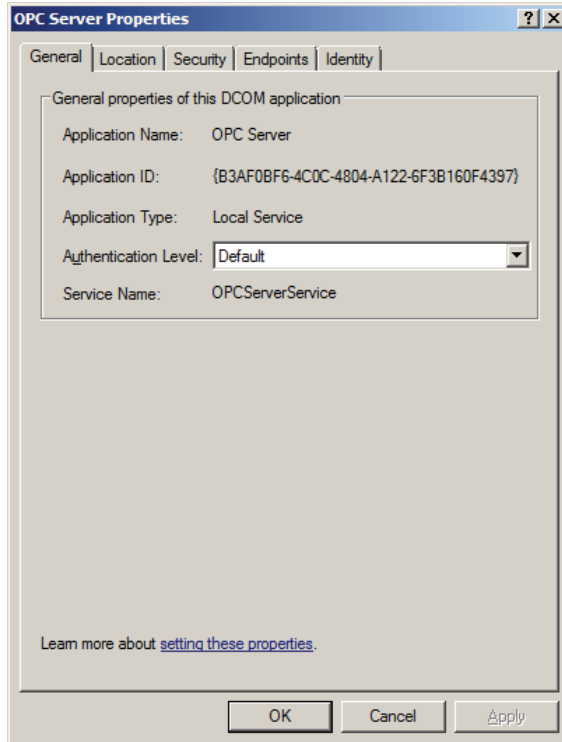 OPC Server Properties
General Location Security Endpoints Identity
General properties of this DCOM application
Application Name: OPC Server
Application ID: {B3AF0BF6-4C0C-4804-A122-6F3B160F4397}
Application Type: Local Service
Authentication Level: Default
Service Name: OPCServerService
Learn more about setting these properties.
OK Cancel Apply